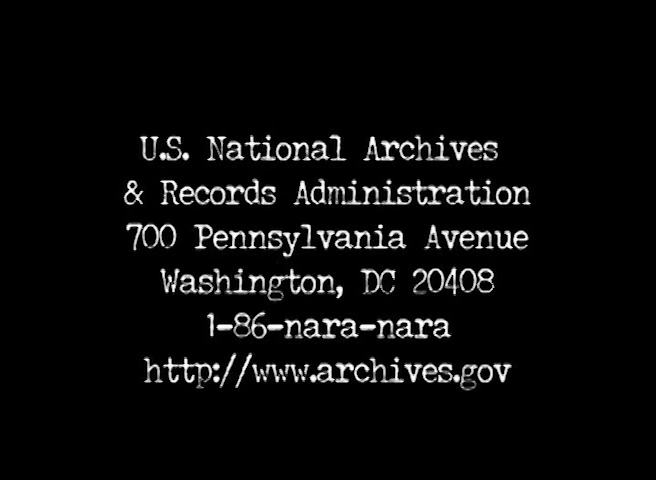 U.S. National Archives
& Records Administration
700 Pennsylvania Avenue
Washington, DC 20408
1-86-nara-nara
http://www.archives.gov